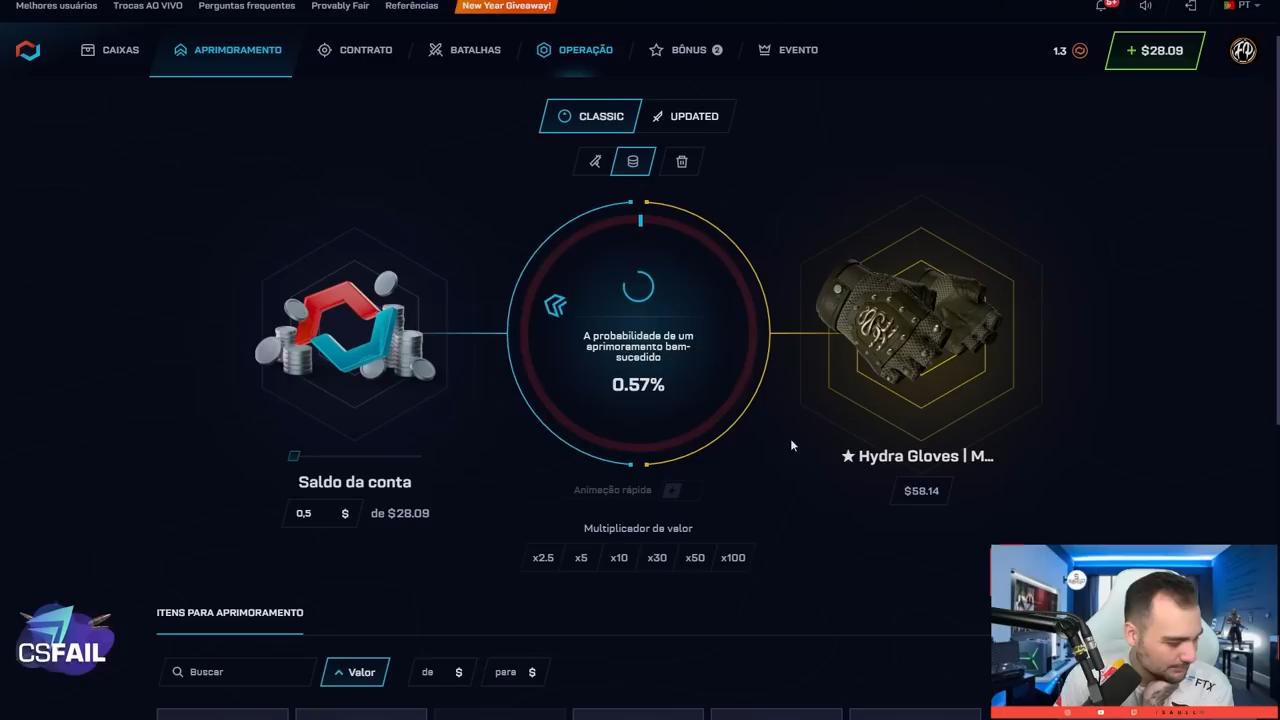 Melhores usuários Trocas AO VIVO Perguntas frequentes Provably Fair Referências New Year Giveaway! 5+ PT
CAIXAS APRIMORAMENTO CONTRATO BATALHAS OPERAÇÃO BÔNUS 2 EVENTO 1.3 + $28.09
CLASSIC UPDATED
A probabilidade de um
aprimoramento bem-
sucedido
0.57%
★ Hydra Gloves | M...
$58.14
Saldo da conta
0,5 $ de $28.09
Animação rápida
Multiplicador de valor
x2.5 x5 x10 x30 x50 x100
ITENS PARA APRIMORAMENTO
Buscar Valor de $ para $
CSFAIL
FTX